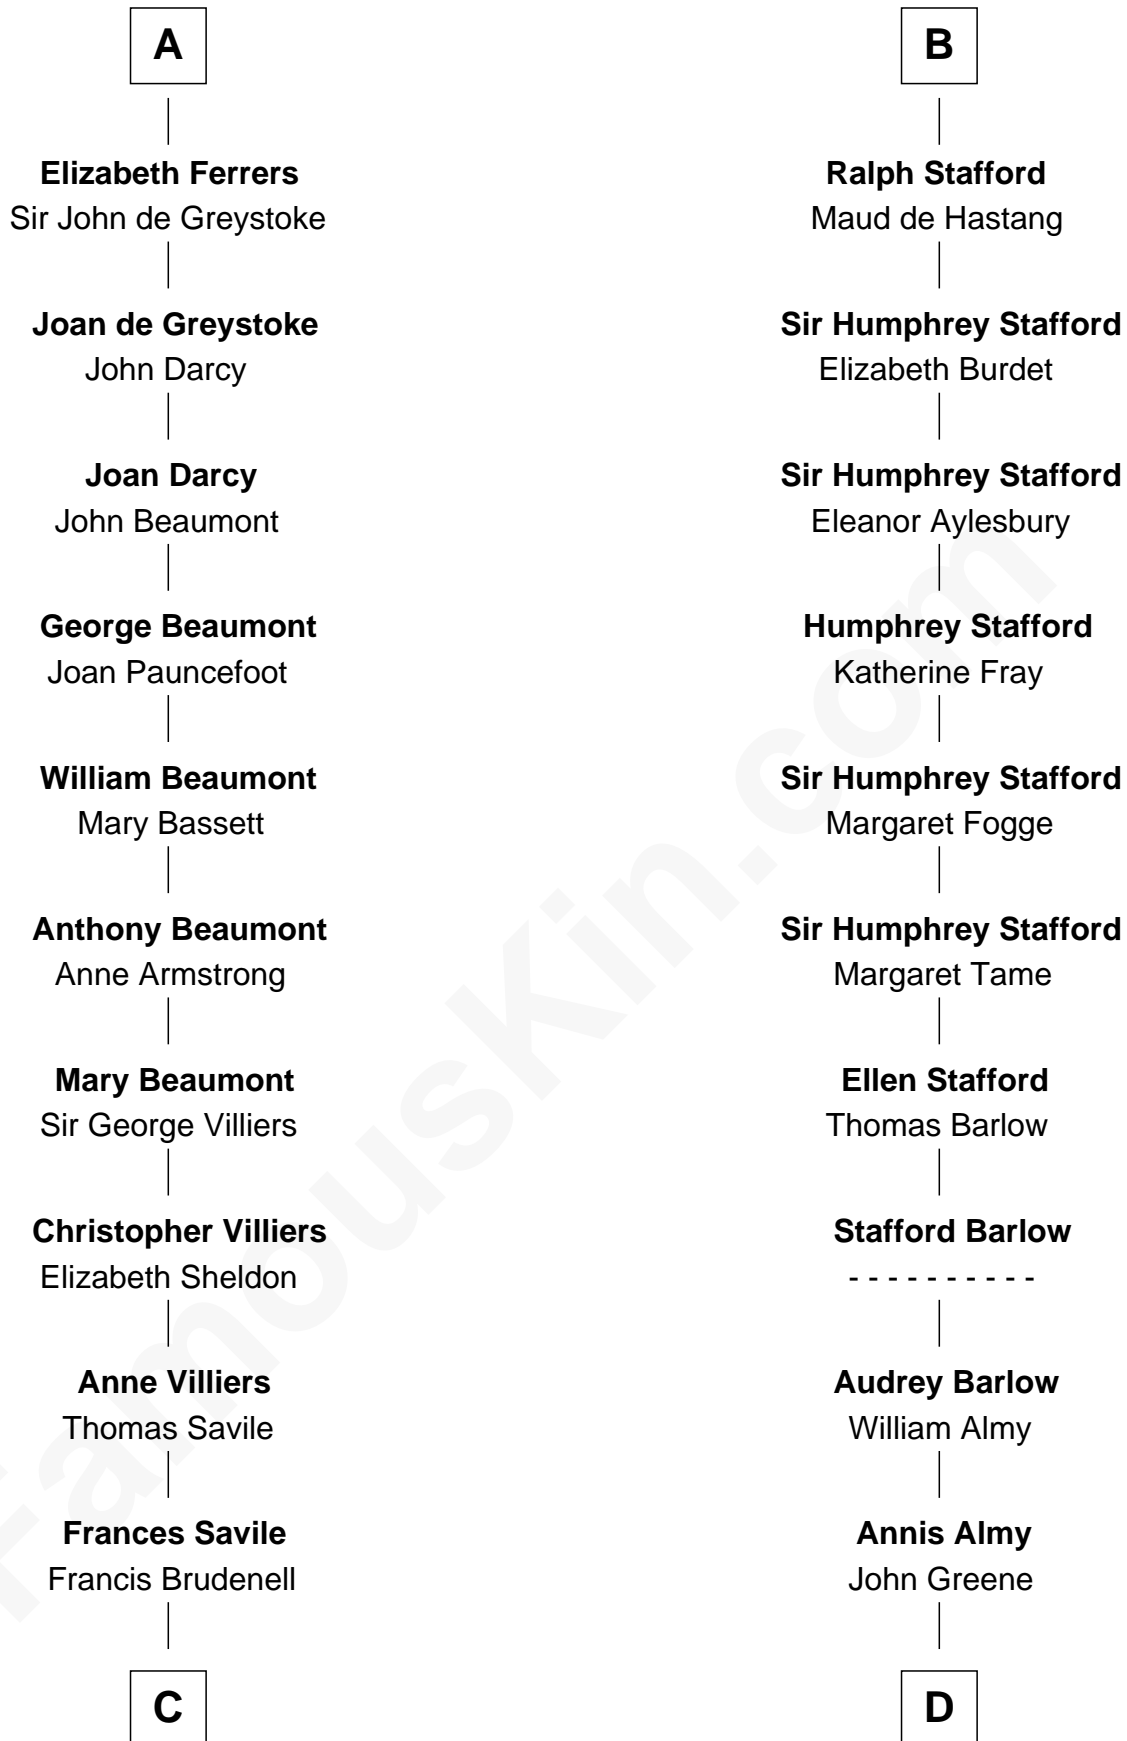 A
Elizabeth Ferrers
Sir John de Greystoke
Joan de Greystoke
John Darcy
Joan Darcy
John Beaumont
George Beaumont
Joan Pauncefoot
William Beaumont
Mary Bassett
Anthony Beaumont
Anne Armstrong
Mary Beaumont
Sir George Villiers
Christopher Villiers
Elizabeth Sheldon
Anne Villiers
Thomas Savile
Frances Savile
Francis Brudenell
C
B
Ralph Stafford
Maud de Hastang
Sir Humphrey Stafford
Elizabeth Burdet
Sir Humphrey Stafford
Eleanor Aylesbury
Humphrey Stafford
Katherine Fray
Sir Humphrey Stafford
Margaret Fogge
Sir Humphrey Stafford
Margaret Tame
Ellen Stafford
Thomas Barlow
Stafford Barlow
- - - - - - - - - -
Audrey Barlow
William Almy
Annis Almy
John Greene
D
FamousKin.com